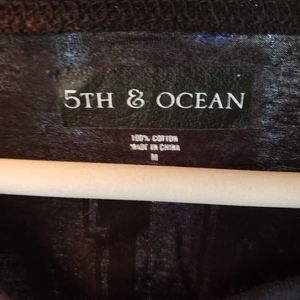 5TH & OCEAN
100% COTTON
MADE IN CHINA
M